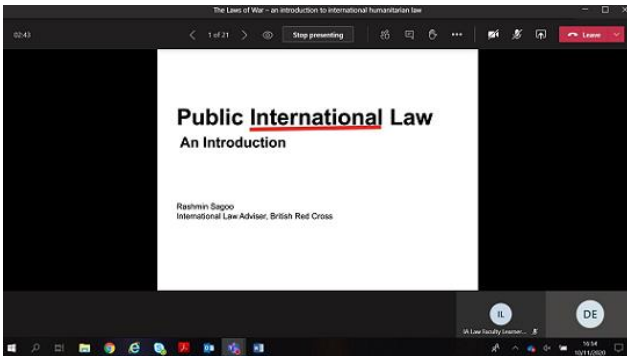 The Laws of War – an introduction to international humanitarian law
02:43
1 of 21
Stop presenting
Leave
Public International Law
An Introduction
Rashmin Sagoo
International Law Adviser, British Red Cross
IL
DE
IA Law Faculty Learner...
16:54
10/11/2020